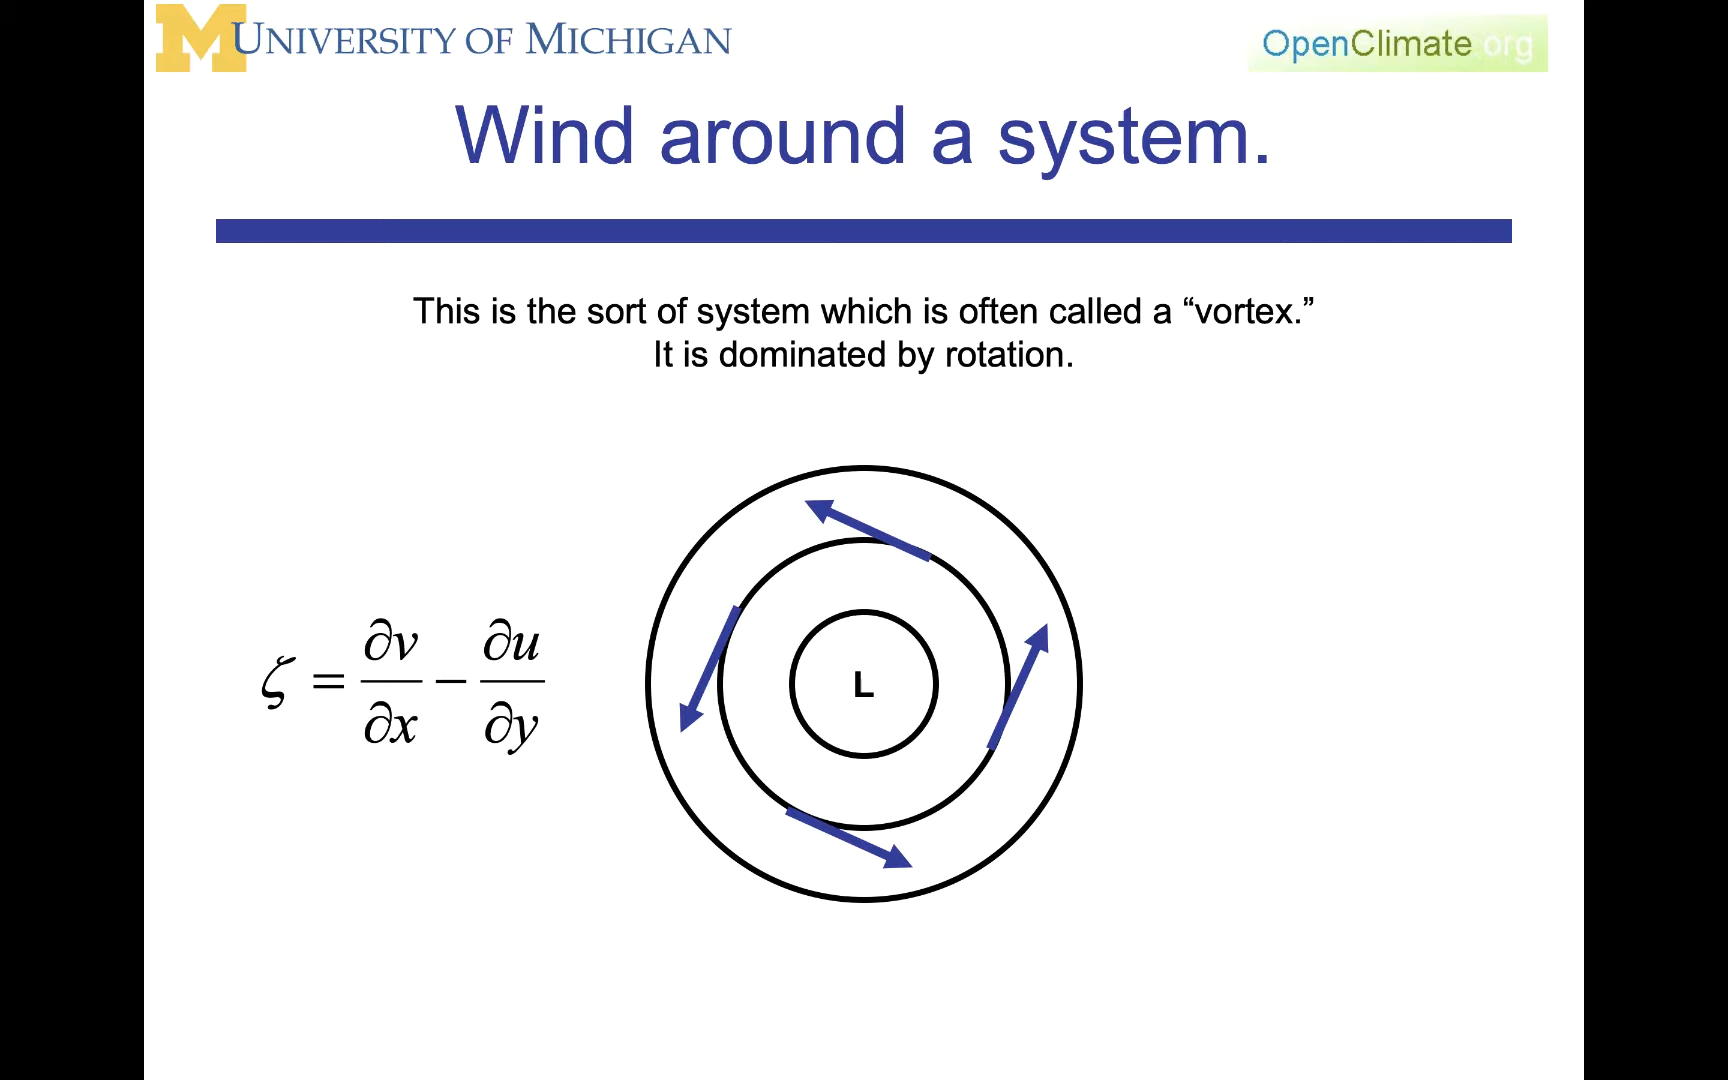 UNIVERSITY OF MICHIGAN
OpenClimate.org
Wind around a system.
This is the sort of system which is often called a “vortex.”
It is dominated by rotation.
ζ = ∂v/∂x − ∂u/∂y
L